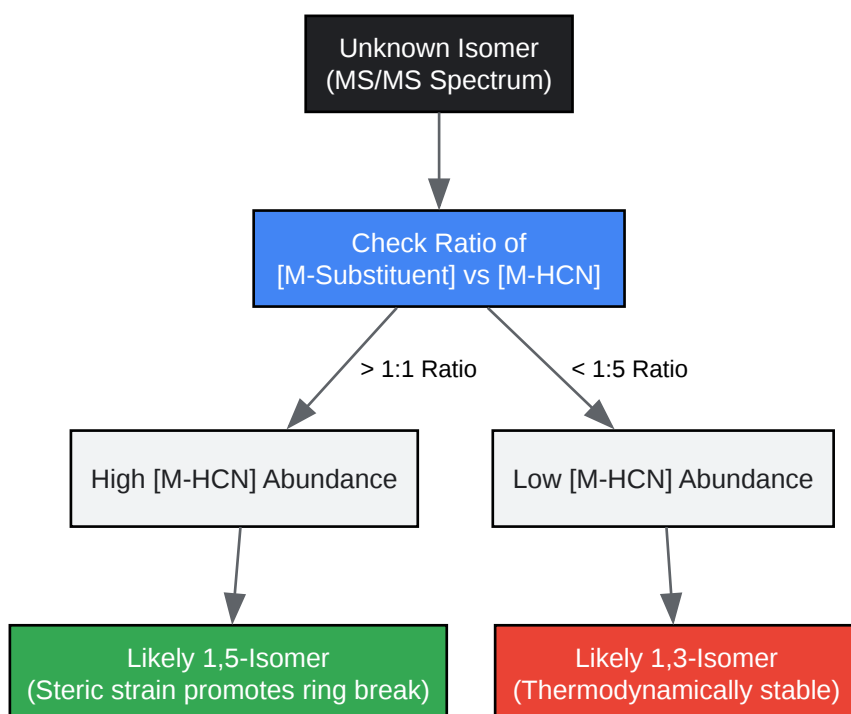 Unknown Isomer
(MS/MS Spectrum)
Check Ratio of
[M-Substituent] vs [M-HCN]
> 1:1 Ratio
< 1:5 Ratio
High [M-HCN] Abundance
Low [M-HCN] Abundance
Likely 1,5-Isomer
(Steric strain promotes ring break)
Likely 1,3-Isomer
(Thermodynamically stable)